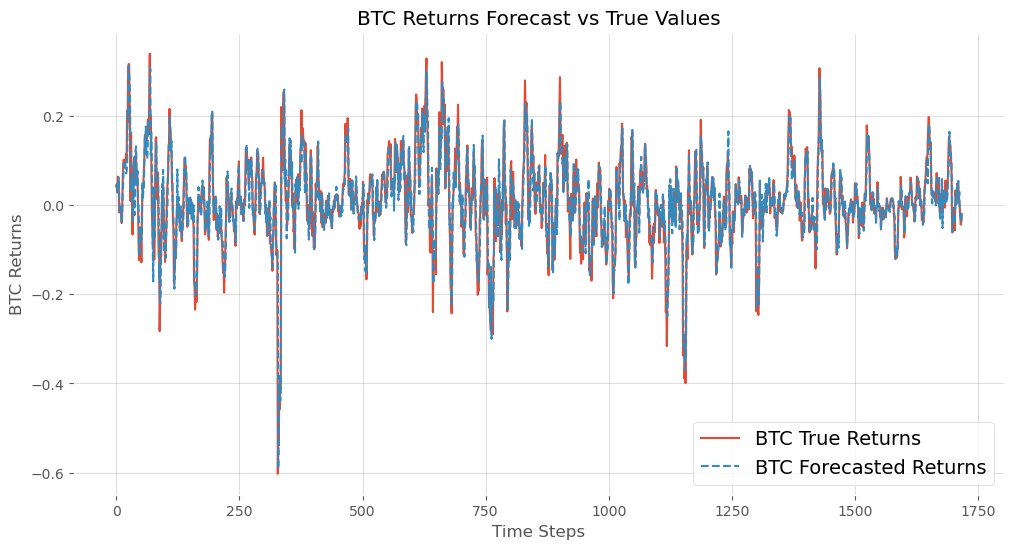 BTC Returns Forecast vs True Values
BTC Returns
0.2
0.0
−0.2
−0.4
−0.6
0
250
500
750
1000
1250
1500
1750
Time Steps
BTC True Returns
BTC Forecasted Returns